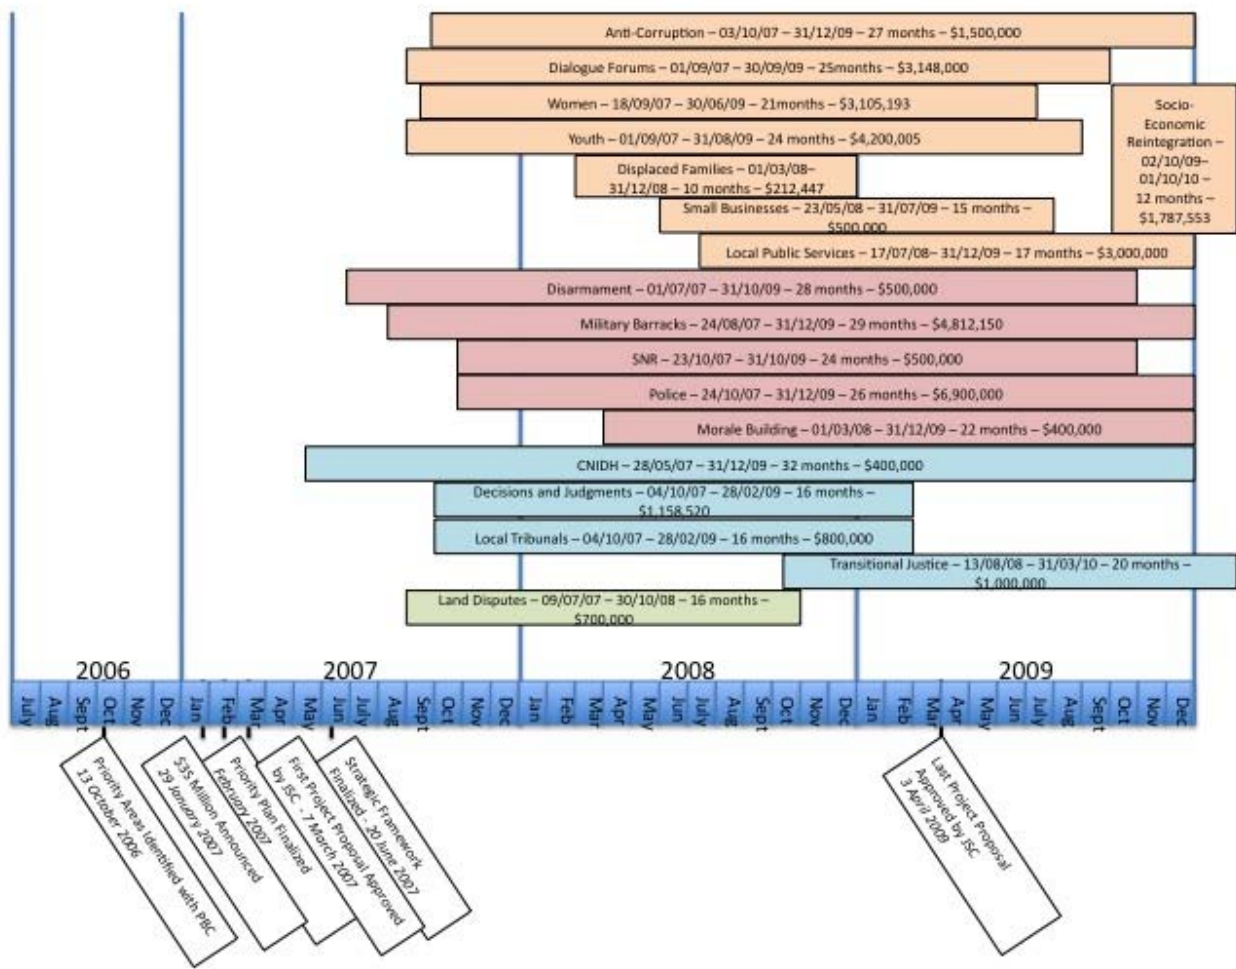 Anti-Corruption – 03/10/07 – 31/12/09 – 27 months – $1,500,000
Dialogue Forums – 01/09/07 – 30/09/09 – 25months – $3,148,000
Women – 18/09/07 – 30/06/09 – 21months – $3,105,193
Youth – 01/09/07 – 31/08/09 – 24 months – $4,200,005
Socio-
Economic
Reintegration –
02/10/09–
01/10/10 –
12 months –
$1,787,553
Displaced Families – 01/03/08–
31/12/08 – 10 months – $212,447
Small Businesses – 23/05/08 – 31/07/09 – 15 months –
$500,000
Local Public Services – 17/07/08– 31/12/09 – 17 months – $3,000,000
Disarmament – 01/07/07 – 31/10/09 – 28 months – $500,000
Military Barracks – 24/08/07 – 31/12/09 – 29 months – $4,812,150
SNR – 23/10/07 – 31/10/09 – 24 months – $500,000
Police – 24/10/07 – 31/12/09 – 26 months – $6,900,000
Morale Building – 01/03/08 – 31/12/09 – 22 months – $400,000
CNIDH – 28/05/07 – 31/12/09 – 32 months – $400,000
Decisions and Judgments – 04/10/07 – 28/02/09 – 16 months –
$1,158,520
Local Tribunals – 04/10/07 – 28/02/09 – 16 months – $800,000
Transitional Justice – 13/08/08 – 31/03/10 – 20 months –
$1,000,000
Land Disputes – 09/07/07 – 30/10/08 – 16 months –
$700,000
2006 2007 2008 2009
July Aug Sept Oct Nov Dec Jan Feb Mar Apr May Jun July Aug Sept Oct Nov Dec Jan Feb Mar Apr May Jun July Aug Sept Oct Nov Dec Jan Feb Mar Apr May Jun July Aug Sept Oct Nov Dec
Priority Areas Identified with PBC
13 October 2006
$35 Million Announced
29 January 2007
Priority Plan Finalized
February 2007
First Project Proposal Approved
by JSC - 7 March 2007
Strategic Framework
Finalized - 20 June 2007
Last Project Proposal
Approved by JSC
3 April 2009